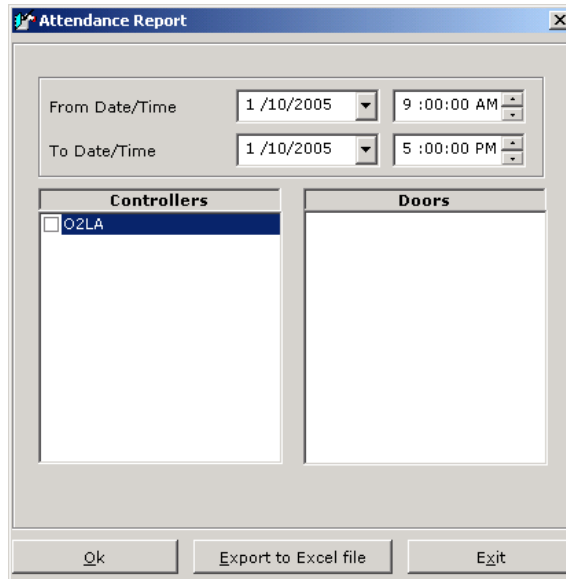 Attendance Report
From Date/Time 1 /10/2005 9 :00:00 AM
To Date/Time 1 /10/2005 5 :00:00 PM
Controllers Doors
O2LA
Ok Export to Excel file Exit